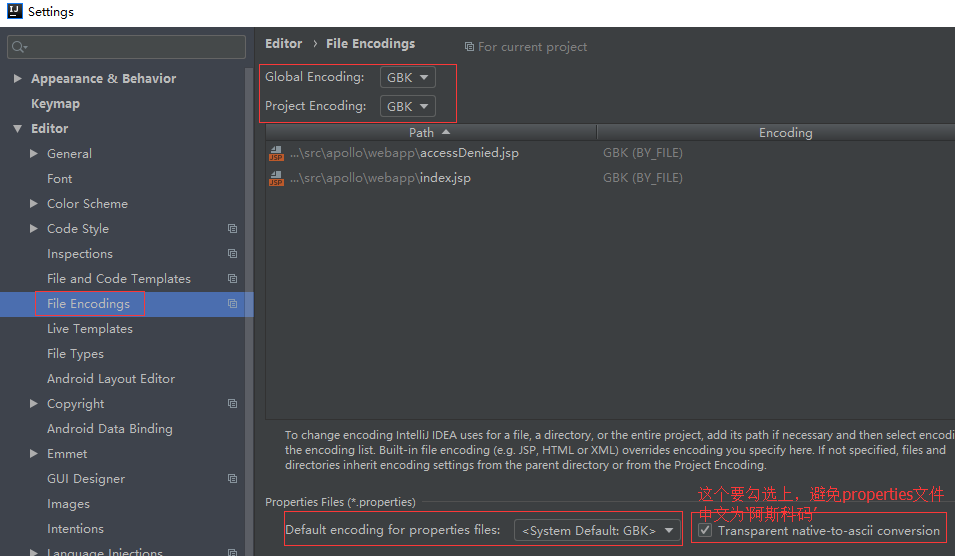 Settings
Editor › File Encodings
For current project
Appearance & Behavior
Keymap
Editor
General
Font
Color Scheme
Code Style
Inspections
File and Code Templates
File Encodings
Live Templates
File Types
Android Layout Editor
Copyright
Android Data Binding
Emmet
GUI Designer
Images
Intentions
Language Injections
Global Encoding: GBK
Project Encoding: GBK
Path Encoding
...\src\apollo\webapp\accessDenied.jsp GBK (BY_FILE)
...\src\apollo\webapp\index.jsp GBK (BY_FILE)
To change encoding IntelliJ IDEA uses for a file, a directory, or the entire project, add its path if necessary and then select encodi
the encoding list. Built-in file encoding (e.g. JSP, HTML or XML) overrides encoding you specify here. If not specified, files and
directories inherit encoding settings from the parent directory or from the Project Encoding.
Properties Files (*.properties)
这个要勾选上，避免properties文件
中文为'阿斯科码'
Default encoding for properties files: <System Default: GBK>
Transparent native-to-ascii conversion